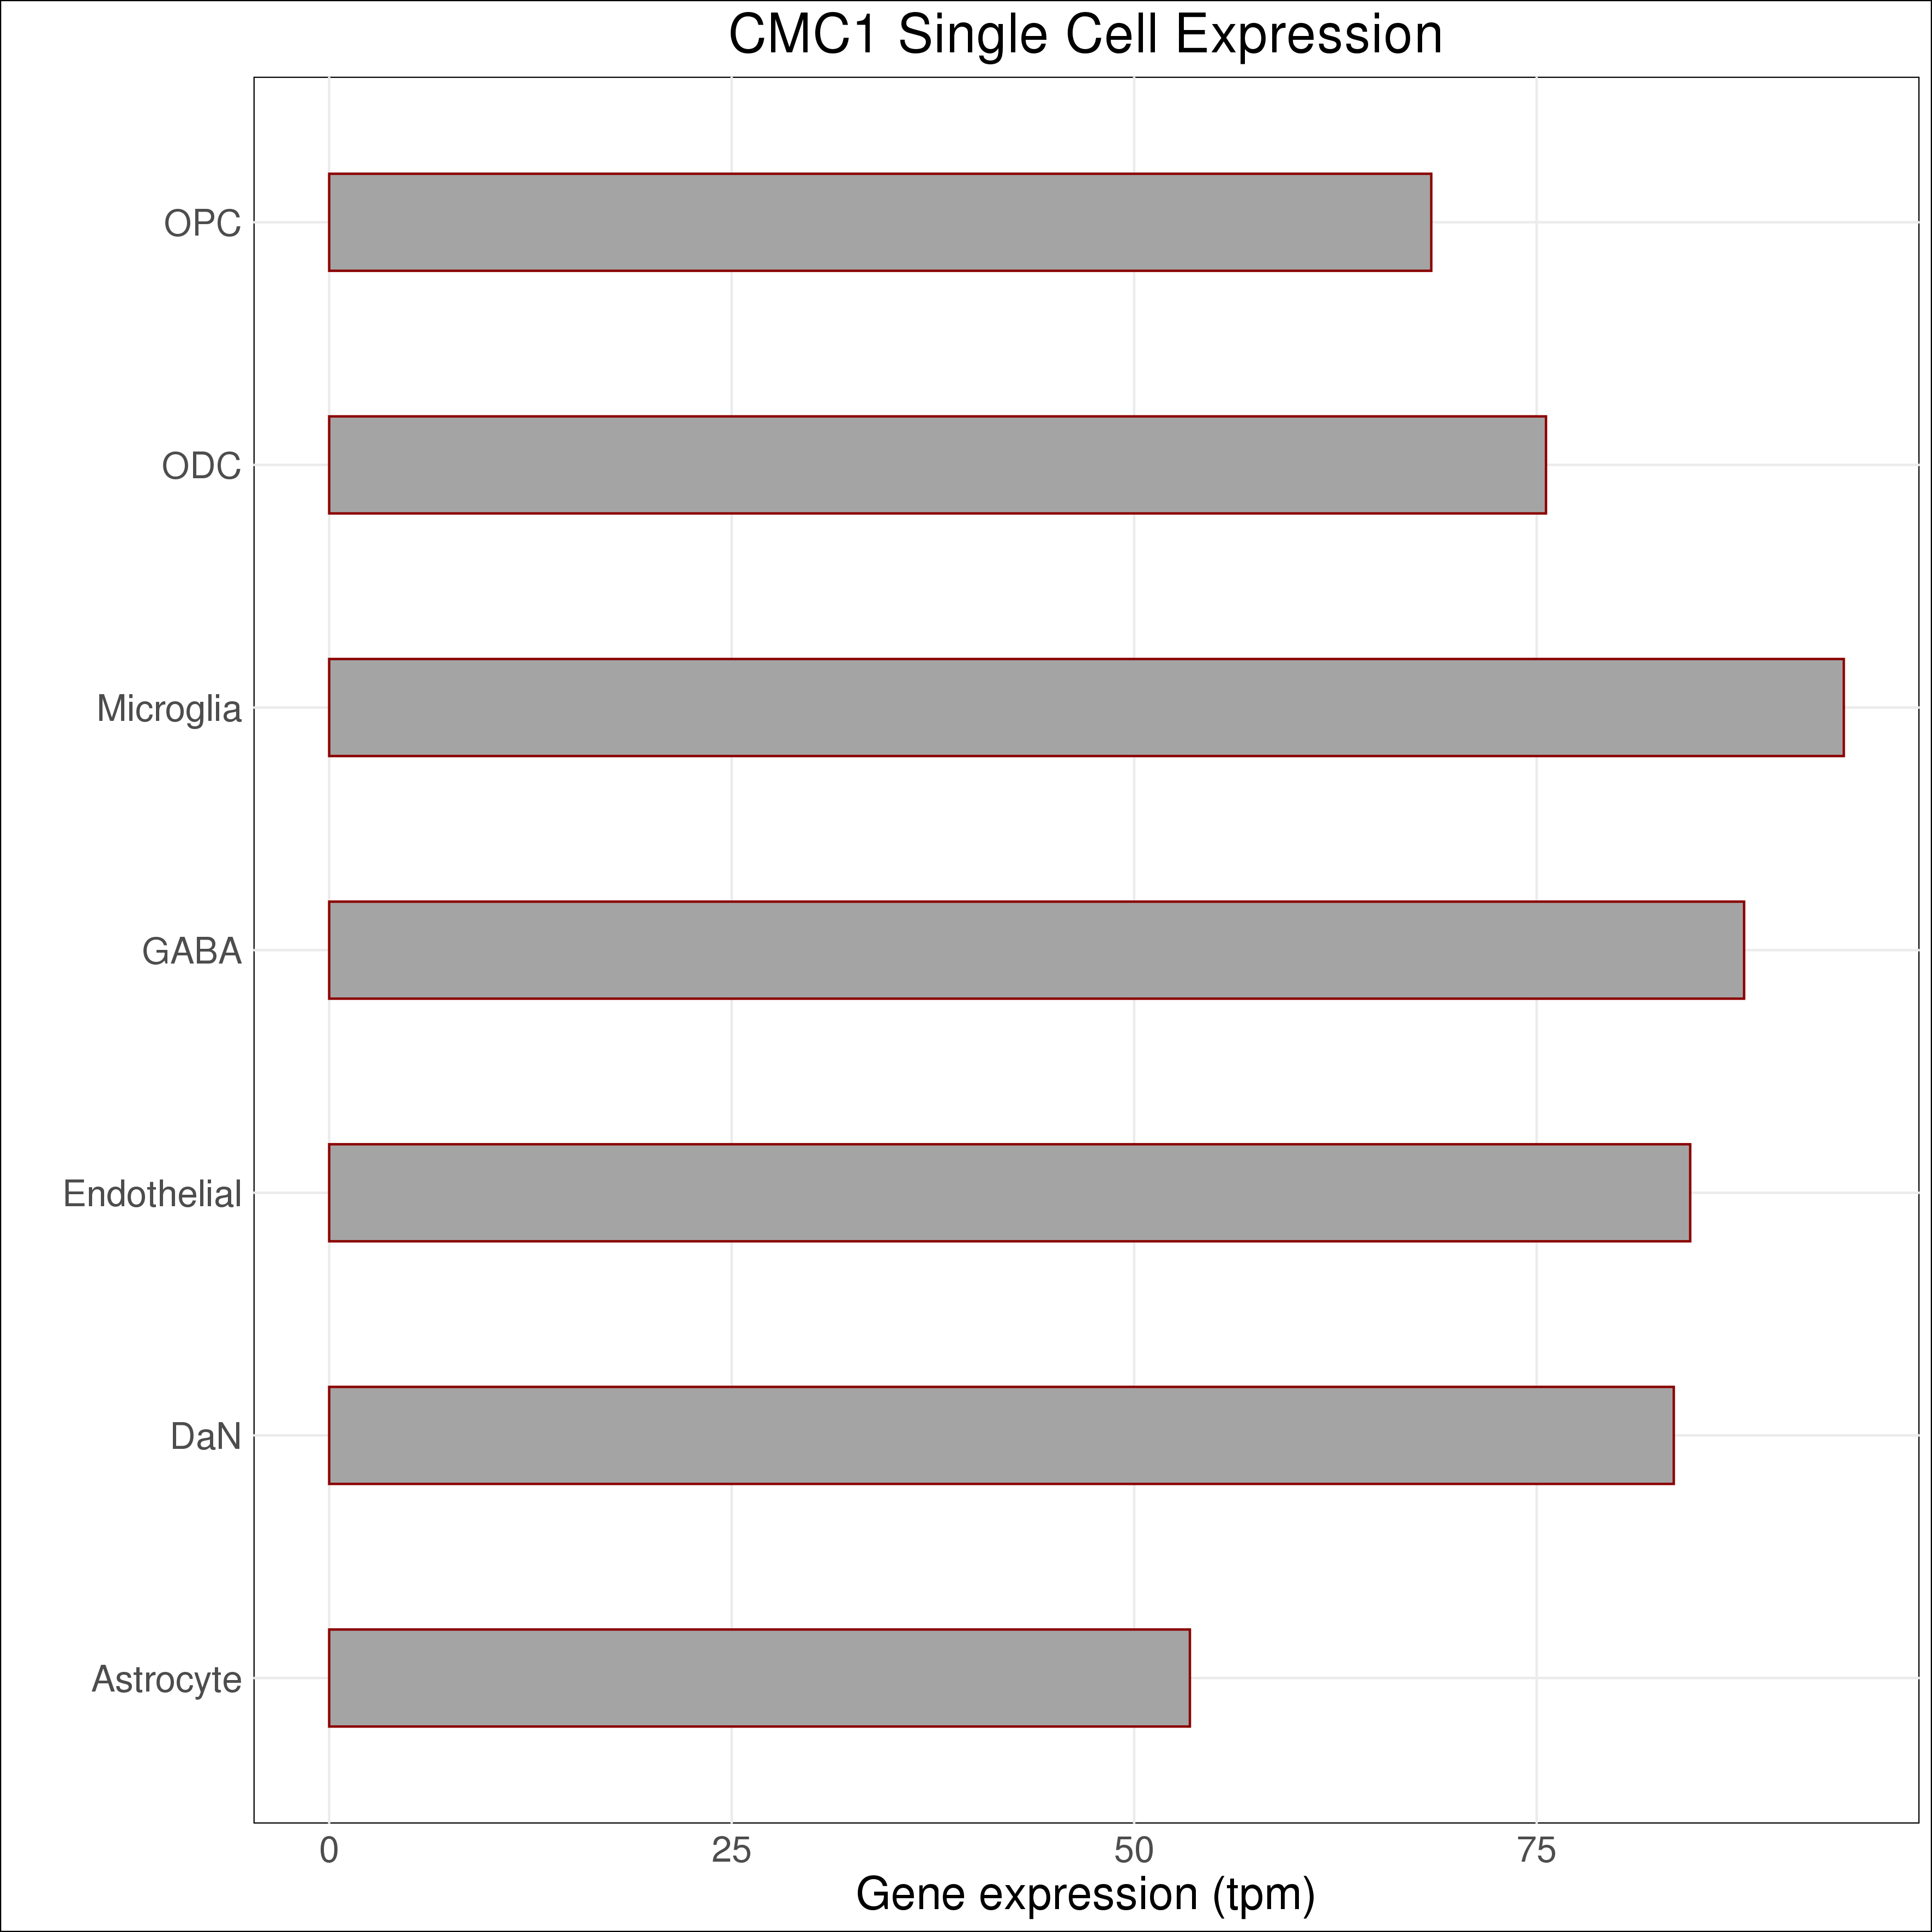 CMC1 Single Cell Expression
OPC
ODC
Microglia
GABA
Endothelial
DaN
Astrocyte
0 25 50 75
Gene expression (tpm)